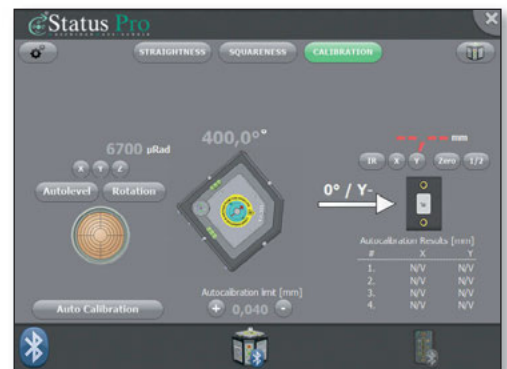 Status Pro
STRAIGHTNESS SQUARENESS CALIBRATION
400,0°°
6700 µRad
mm
X Y Z
IR X Y Zero 1/2
Autolevel Rotation
0° / Y-
Autocalibration Results [mm]
# X Y
1. N/V N/V
2. N/V N/V
3. N/V N/V
4. N/V N/V
Autocalibration limit [mm]
+ 0,040 -
Auto Calibration